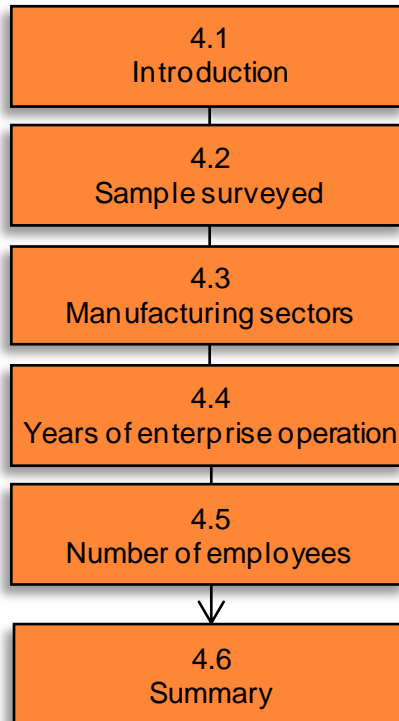 4.1
Introduction
4.2
Sample surveyed
4.3
Manufacturing sectors
4.4
Years of enterprise operation
4.5
Number of employees
4.6
Summary